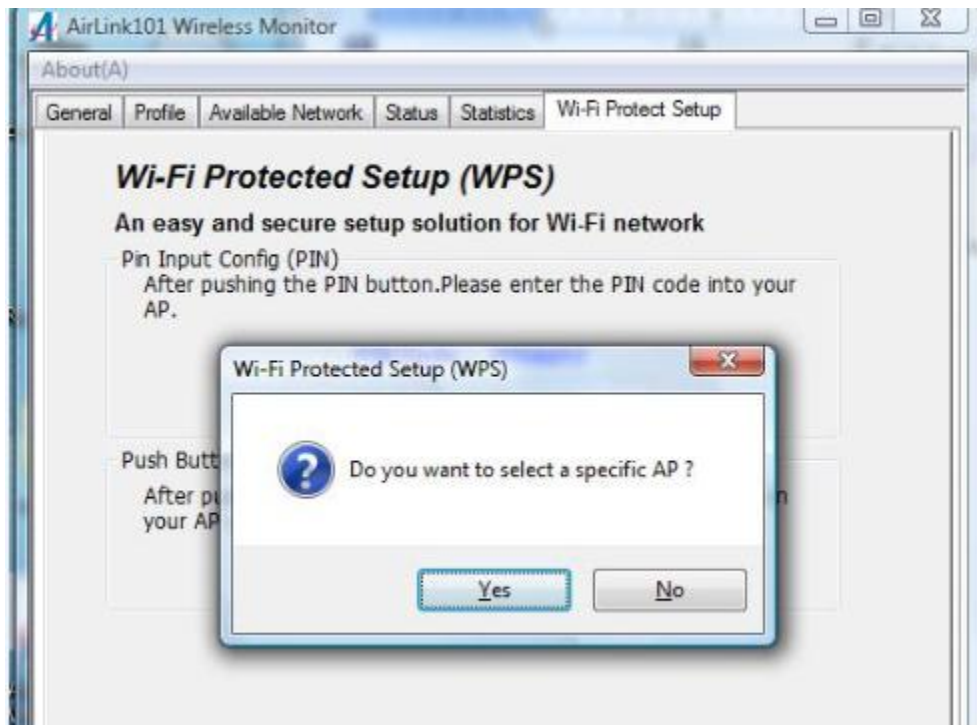 AirLink101 Wireless Monitor
About(A)
General Profile Available Network Status Statistics Wi-Fi Protect Setup
Wi-Fi Protected Setup (WPS)
An easy and secure setup solution for Wi-Fi network
Pin Input Config (PIN)
After pushing the PIN button.Please enter the PIN code into your
AP.
Wi-Fi Protected Setup (WPS)
Do you want to select a specific AP ?
Yes No
Push
After
your AP